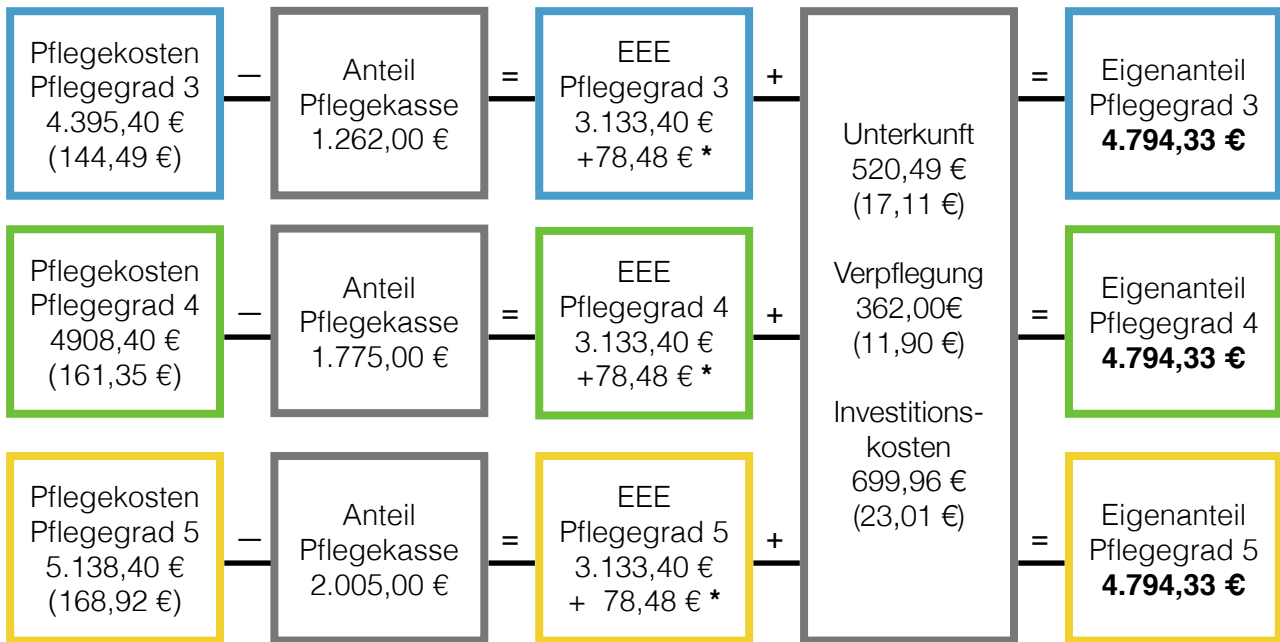 Pflegekosten
Pflegegrad 3
4.395,40 €
(144,49 €)
—
Anteil
Pflegekasse
1.262,00 €
=
EEE
Pflegegrad 3
3.133,40 €
+78,48 € *
+
Unterkunft
520,49 €
(17,11 €)
Verpflegung
362,00€
(11,90 €)
Investitions-
kosten
699,96 €
(23,01 €)
=
Eigenanteil
Pflegegrad 3
4.794,33 €
Pflegekosten
Pflegegrad 4
4908,40 €
(161,35 €)
—
Anteil
Pflegekasse
1.775,00 €
=
EEE
Pflegegrad 4
3.133,40 €
+78,48 € *
+
=
Eigenanteil
Pflegegrad 4
4.794,33 €
Pflegekosten
Pflegegrad 5
5.138,40 €
(168,92 €)
—
Anteil
Pflegekasse
2.005,00 €
=
EEE
Pflegegrad 5
3.133,40 €
+ 78,48 € *
+
=
Eigenanteil
Pflegegrad 5
4.794,33 €